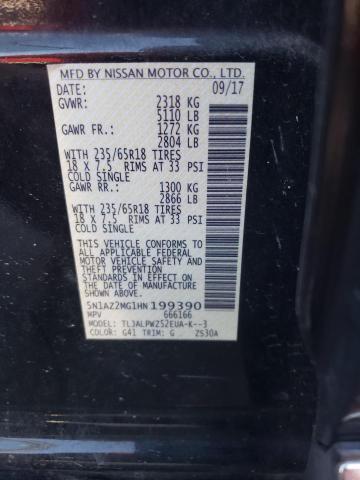 MFD BY NISSAN MOTOR CO., LTD.
DATE: 09/17
GVWR: 2318 KG
5110 LB
GAWR FR.: 1272 KG
2804 LB
WITH 235/65R18 TIRES
18 X 7.5 RIMS AT 33 PSI
COLD SINGLE
GAWR RR.: 1300 KG
2866 LB
WITH 235/65R18 TIRES
18 X 7.5 RIMS AT 33 PSI
COLD SINGLE
THIS VEHICLE CONFORMS TO
ALL APPLICABLE FEDERAL
MOTOR VEHICLE SAFETY
AND THEFT PREVENTION
STANDARDS IN EFFECT ON
THE DATE OF MANUFACTURE
SHOWN ABOVE.
5N1AZ2MG1HN199390
MPV 666166
MODEL: TLJALPWZ52EUA-K--3
COLOR: G41 TRIM: G ZS30A